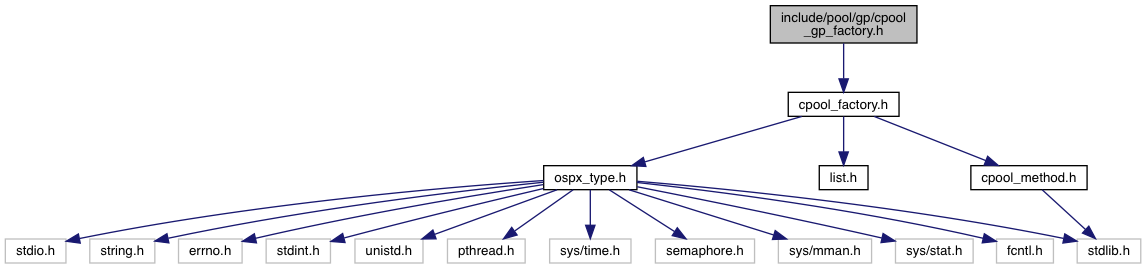 include/pool/gp/cpool
_gp_factory.h
cpool_factory.h
ospx_type.h
list.h
cpool_method.h
stdio.h
string.h
errno.h
stdint.h
unistd.h
pthread.h
sys/time.h
semaphore.h
sys/mman.h
sys/stat.h
fcntl.h
stdlib.h